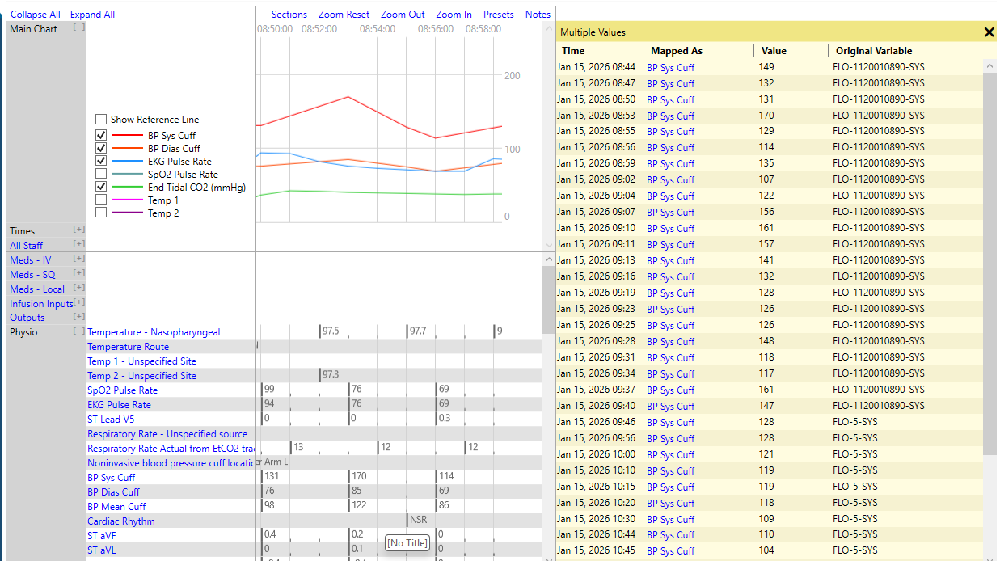 Collapse All Expand All
Sections Zoom Reset Zoom Out Zoom In Presets Notes
Main Chart [-]
08:50:00 08:52:00 08:54:00 08:56:00 08:58:00
200
100
0
Show Reference Line
BP Sys Cuff
BP Dias Cuff
EKG Pulse Rate
SpO2 Pulse Rate
End Tidal CO2 (mmHg)
Temp 1
Temp 2
Times [+]
All Staff [+]
Meds - IV [+]
Meds - SQ [+]
Meds - Local [+]
Infusion Inputs [+]
Outputs [+]
Physio [-]
Temperature - Nasopharyngeal 97.5 97.7 9
Temperature Route
Temp 1 - Unspecified Site
Temp 2 - Unspecified Site 97.3
SpO2 Pulse Rate 99 76 69
EKG Pulse Rate 94 76 69
ST Lead V5 0 0 0.3
Respiratory Rate - Unspecified source
Respiratory Rate Actual from EtCO2 trac 13 12 12
Noninvasive blood pressure cuff locatio er Arm L
BP Sys Cuff 131 170 114
BP Dias Cuff 76 85 69
BP Mean Cuff 98 122 86
Cardiac Rhythm NSR
ST aVF 0.4 0.2 0
[No Title]
ST aVL 0 0.1 0
Multiple Values
Time Mapped As Value Original Variable
Jan 15, 2026 08:44 BP Sys Cuff 149 FLO-1120010890-SYS
Jan 15, 2026 08:47 BP Sys Cuff 132 FLO-1120010890-SYS
Jan 15, 2026 08:50 BP Sys Cuff 131 FLO-1120010890-SYS
Jan 15, 2026 08:53 BP Sys Cuff 170 FLO-1120010890-SYS
Jan 15, 2026 08:55 BP Sys Cuff 129 FLO-1120010890-SYS
Jan 15, 2026 08:56 BP Sys Cuff 114 FLO-1120010890-SYS
Jan 15, 2026 08:59 BP Sys Cuff 135 FLO-1120010890-SYS
Jan 15, 2026 09:02 BP Sys Cuff 107 FLO-1120010890-SYS
Jan 15, 2026 09:04 BP Sys Cuff 122 FLO-1120010890-SYS
Jan 15, 2026 09:07 BP Sys Cuff 156 FLO-1120010890-SYS
Jan 15, 2026 09:10 BP Sys Cuff 161 FLO-1120010890-SYS
Jan 15, 2026 09:11 BP Sys Cuff 157 FLO-1120010890-SYS
Jan 15, 2026 09:13 BP Sys Cuff 141 FLO-1120010890-SYS
Jan 15, 2026 09:16 BP Sys Cuff 132 FLO-1120010890-SYS
Jan 15, 2026 09:19 BP Sys Cuff 128 FLO-1120010890-SYS
Jan 15, 2026 09:23 BP Sys Cuff 126 FLO-1120010890-SYS
Jan 15, 2026 09:25 BP Sys Cuff 126 FLO-1120010890-SYS
Jan 15, 2026 09:28 BP Sys Cuff 148 FLO-1120010890-SYS
Jan 15, 2026 09:31 BP Sys Cuff 118 FLO-1120010890-SYS
Jan 15, 2026 09:34 BP Sys Cuff 117 FLO-1120010890-SYS
Jan 15, 2026 09:37 BP Sys Cuff 161 FLO-1120010890-SYS
Jan 15, 2026 09:40 BP Sys Cuff 147 FLO-1120010890-SYS
Jan 15, 2026 09:46 BP Sys Cuff 128 FLO-5-SYS
Jan 15, 2026 09:56 BP Sys Cuff 128 FLO-5-SYS
Jan 15, 2026 10:00 BP Sys Cuff 121 FLO-5-SYS
Jan 15, 2026 10:10 BP Sys Cuff 119 FLO-5-SYS
Jan 15, 2026 10:15 BP Sys Cuff 119 FLO-5-SYS
Jan 15, 2026 10:20 BP Sys Cuff 118 FLO-5-SYS
Jan 15, 2026 10:30 BP Sys Cuff 109 FLO-5-SYS
Jan 15, 2026 10:44 BP Sys Cuff 110 FLO-5-SYS
Jan 15, 2026 10:45 BP Sys Cuff 104 FLO-5-SYS